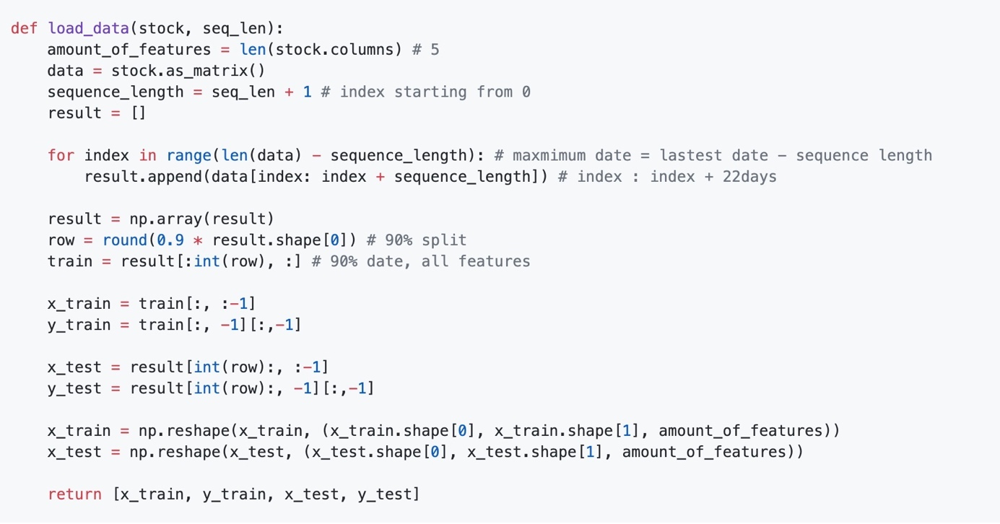 def load_data(stock, seq_len):
    amount_of_features = len(stock.columns) # 5
    data = stock.as_matrix()
    sequence_length = seq_len + 1 # index starting from 0
    result = []

    for index in range(len(data) - sequence_length): # maxmimum date = lastest date - sequence length
        result.append(data[index: index + sequence_length]) # index : index + 22days

    result = np.array(result)
    row = round(0.9 * result.shape[0]) # 90% split
    train = result[:int(row), :] # 90% date, all features

    x_train = train[:, :-1]
    y_train = train[:, -1][:,-1]

    x_test = result[int(row):, :-1]
    y_test = result[int(row):, -1][:,-1]

    x_train = np.reshape(x_train, (x_train.shape[0], x_train.shape[1], amount_of_features))
    x_test = np.reshape(x_test, (x_test.shape[0], x_test.shape[1], amount_of_features))

    return [x_train, y_train, x_test, y_test]